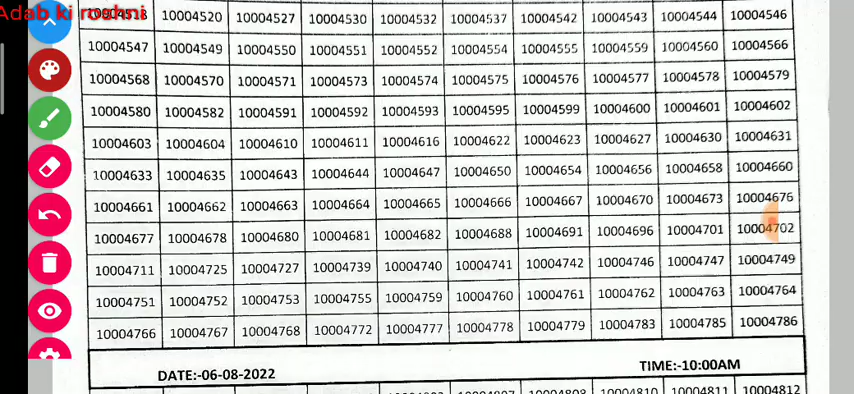 Adab ki roshni
10004520 10004527 10004530 10004532 10004537 10004542 10004543 10004544 10004546
10004547 10004549 10004550 10004551 10004552 10004554 10004555 10004559 10004560 10004566
10004568 10004570 10004571 10004573 10004574 10004575 10004576 10004577 10004578 10004579
10004580 10004582 10004591 10004592 10004593 10004595 10004599 10004600 10004601 10004602
10004603 10004604 10004610 10004611 10004616 10004622 10004623 10004627 10004630 10004631
10004633 10004635 10004643 10004644 10004647 10004650 10004654 10004656 10004658 10004660
10004661 10004662 10004663 10004664 10004665 10004666 10004667 10004670 10004673 10004676
10004677 10004678 10004680 10004681 10004682 10004688 10004691 10004696 10004701 10004702
10004711 10004725 10004727 10004739 10004740 10004741 10004742 10004746 10004747 10004749
10004751 10004752 10004753 10004755 10004759 10004760 10004761 10004762 10004763 10004764
10004766 10004767 10004768 10004772 10004777 10004778 10004779 10004783 10004785 10004786
DATE:-06-08-2022 TIME:-10:00AM
10004810 10004811 10004812